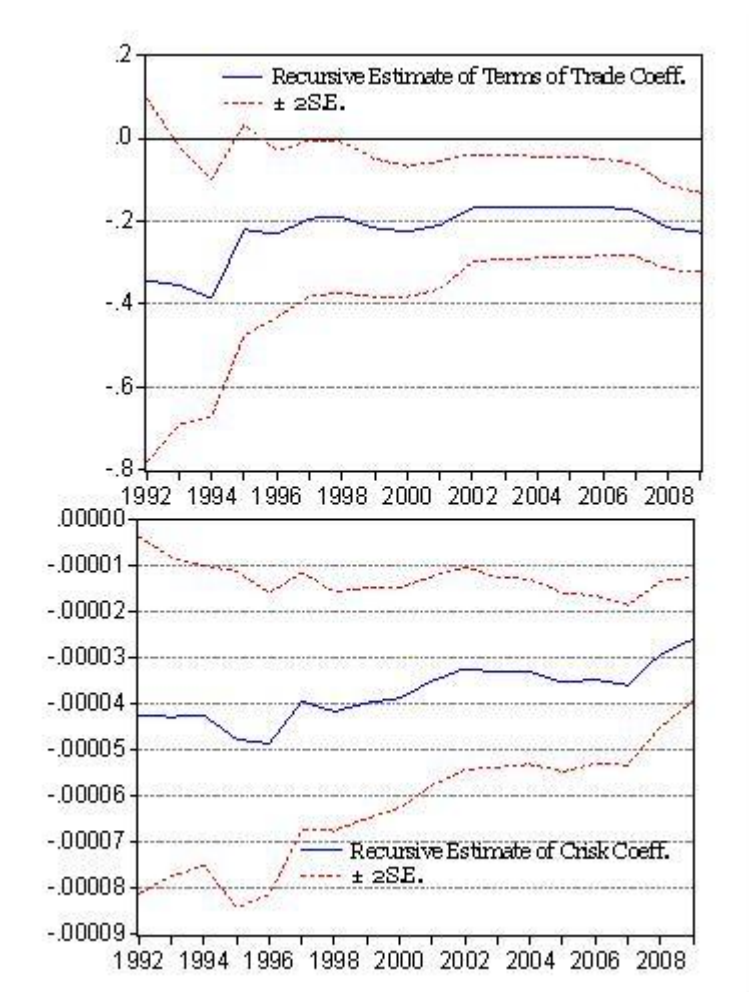 .2
Recursive Estimate of Terms of Trade Coeff.
± 2S.E.
.0
-.2
-.4
-.6
-.8
1992 1994 1996 1998 2000 2002 2004 2006 2008
.00000
-.00001
-.00002
-.00003
-.00004
-.00005
-.00006
-.00007
Recursive Estimate of Crisk Coeff.
± 2S.E.
-.00008
-.00009
1992 1994 1996 1998 2000 2002 2004 2006 2008